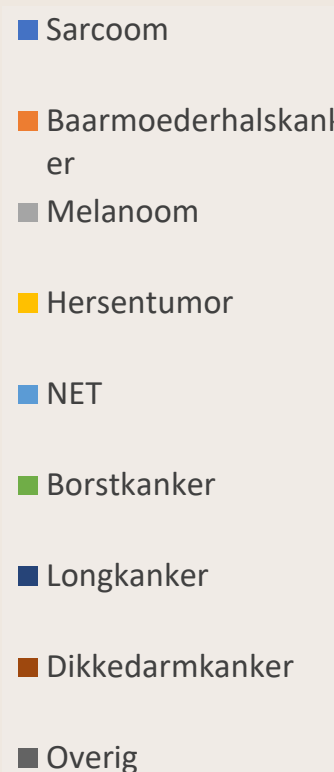 Sarcoom
Baarmoederhalskank
er
Melanoom
Hersentumor
NET
Borstkanker
Longkanker
Dikkedarmkanker
Overig